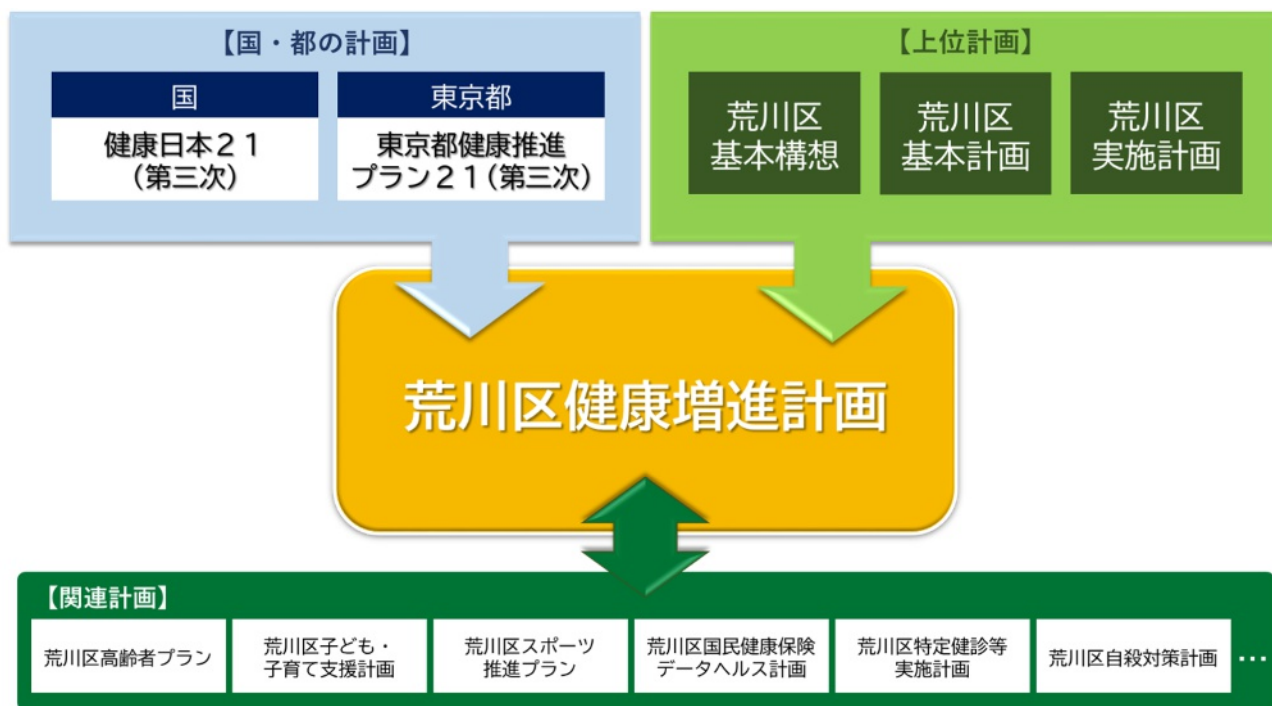 【国・都の計画】
国
健康日本２１
（第三次）
東京都
東京都健康推進
プラン２１（第三次）
【上位計画】
荒川区
基本構想
荒川区
基本計画
荒川区
実施計画
荒川区健康増進計画
【関連計画】
荒川区高齢者プラン
荒川区子ども・
子育て支援計画
荒川区スポーツ
推進プラン
荒川区国民健康保険
データヘルス計画
荒川区特定健診等
実施計画
荒川区自殺対策計画
…